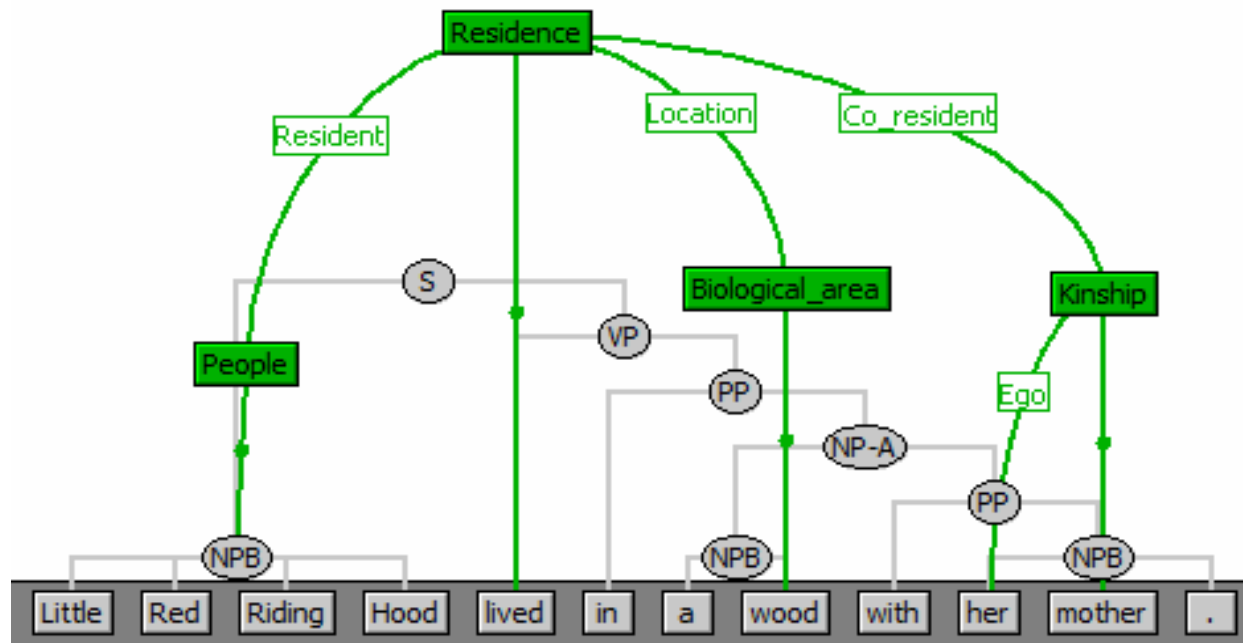 Residence
Resident
Location
Co_resident
S
Biological_area
Kinship
VP
People
PP
Ego
NP-A
PP
NPB
NPB
NPB
Little Red Riding Hood lived in a wood with her mother .